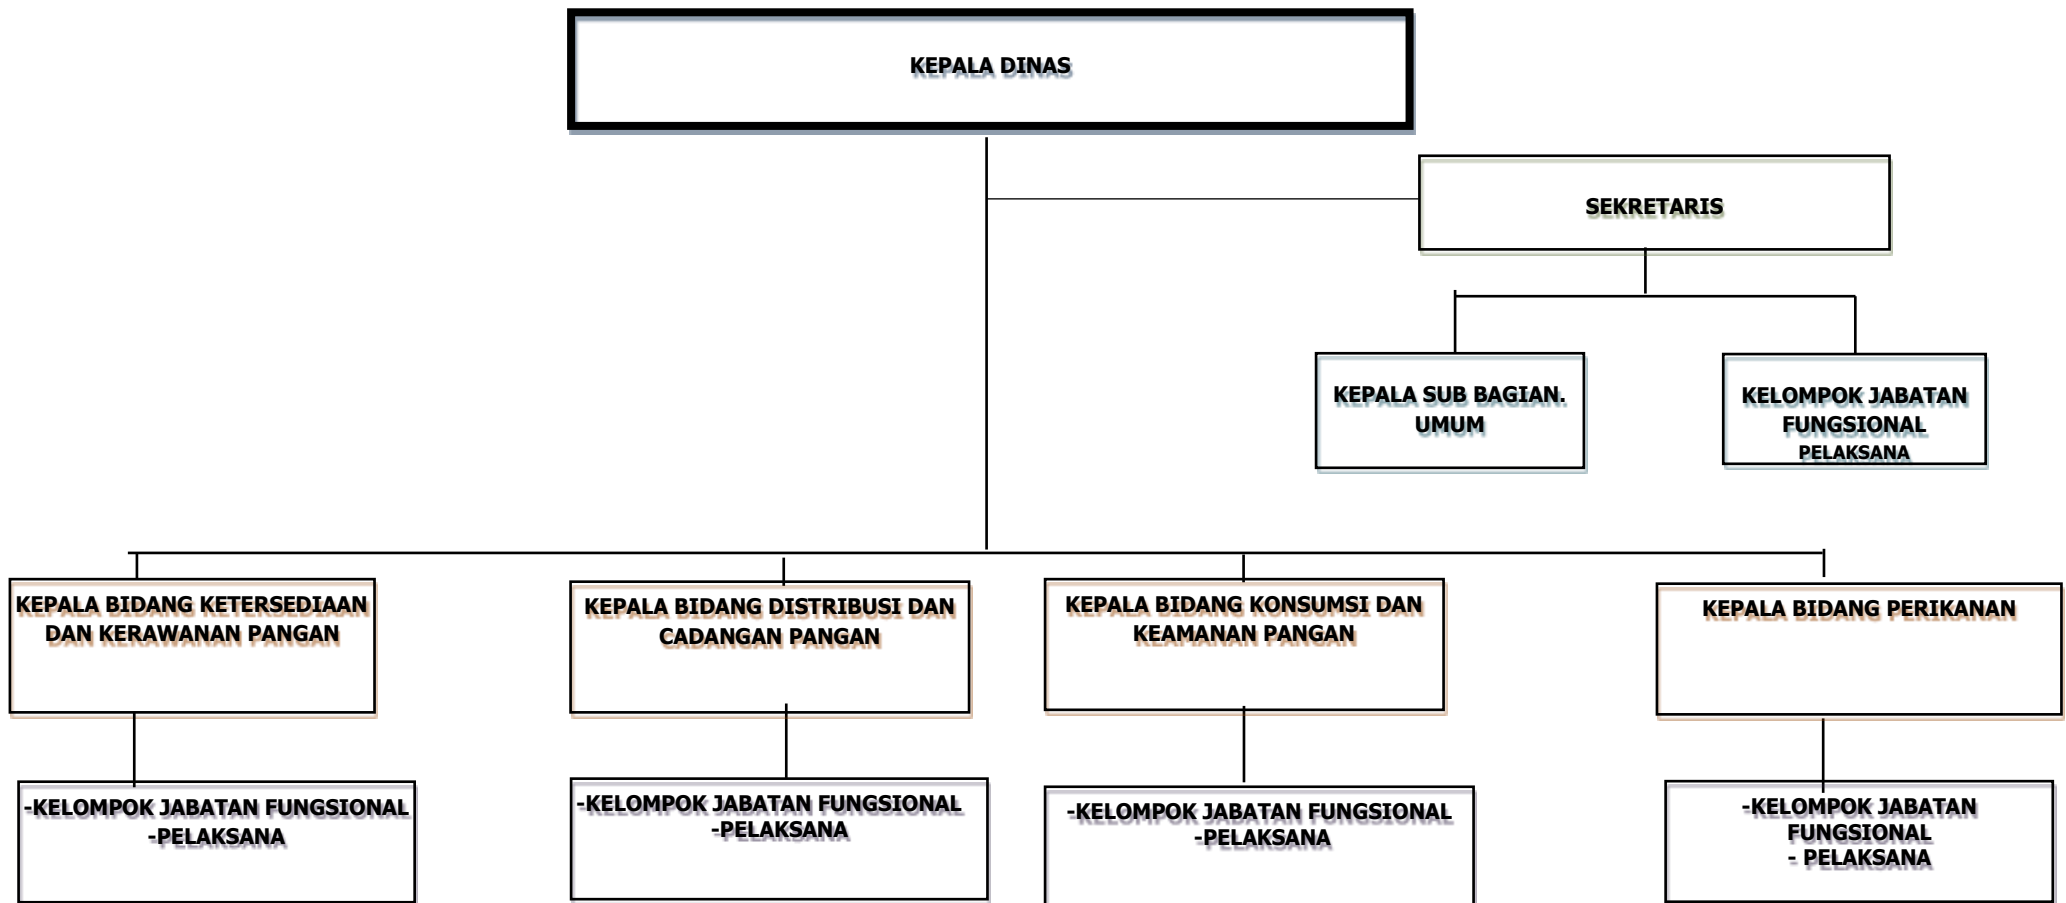 KEPALA DINAS
SEKRETARIS
KEPALA SUB BAGIAN.
UMUM
KELOMPOK JABATAN
FUNGSIONAL
PELAKSANA
KEPALA BIDANG KETERSEDIAAN
DAN KERAWANAN PANGAN
KEPALA BIDANG DISTRIBUSI DAN
CADANGAN PANGAN
KEPALA BIDANG KONSUMSI DAN
KEAMANAN PANGAN
KEPALA BIDANG PERIKANAN
-KELOMPOK JABATAN FUNGSIONAL
-PELAKSANA
-KELOMPOK JABATAN FUNGSIONAL
-PELAKSANA
-KELOMPOK JABATAN FUNGSIONAL
-PELAKSANA
-KELOMPOK JABATAN
FUNGSIONAL
- PELAKSANA